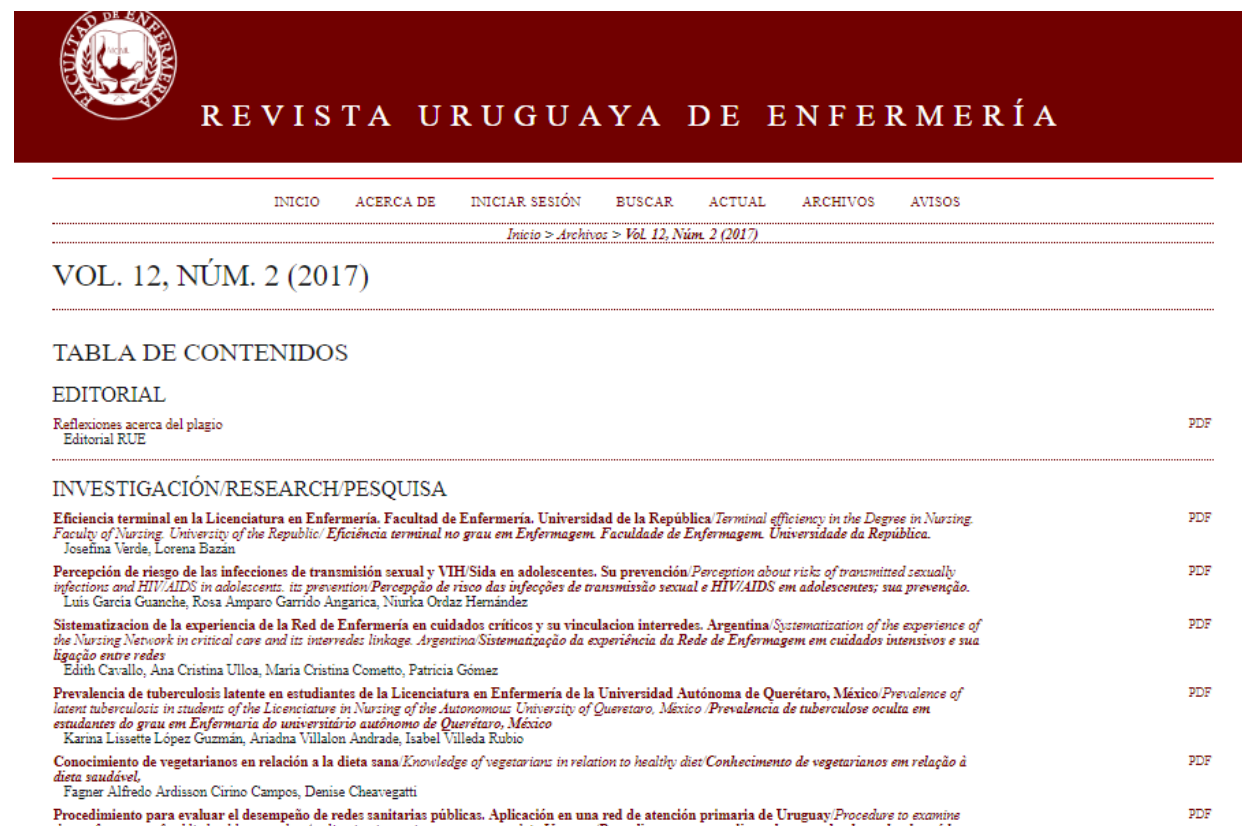 FACULTAD DE ENFERMERÍA
REVISTA URUGUAYA DE ENFERMERÍA
INICIO ACERCA DE INICIAR SESIÓN BUSCAR ACTUAL ARCHIVOS AVISOS
Inicio > Archivos > Vol. 12, Núm. 2 (2017)
VOL. 12, NÚM. 2 (2017)
TABLA DE CONTENIDOS
EDITORIAL
Reflexiones acerca del plagio PDF
Editorial RUE
INVESTIGACIÓN/RESEARCH/PESQUISA
Eficiencia terminal en la Licenciatura en Enfermería. Facultad de Enfermería. Universidad de la República/Terminal efficiency in the Degree in Nursing. PDF
Faculty of Nursing. University of the Republic/ Eficiência terminal no grau em Enfermagem. Faculdade de Enfermagem. Universidade da República.
Josefina Verde, Lorena Bazán
Percepción de riesgo de las infecciones de transmisión sexual y VIH/Sida en adolescentes. Su prevención/Perception about risks of transmitted sexually PDF
infections and HIV/AIDS in adolescents. its prevention/Percepção de risco das infecções de transmissão sexual e HIV/AIDS em adolescentes; sua prevenção.
Luis García Guanche, Rosa Amparo Garrido Angarica, Niurka Ordaz Hernández
Sistematizacion de la experiencia de la Red de Enfermería en cuidados críticos y su vinculacion interredes. Argentina/Systematization of the experience of PDF
the Nursing Network in critical care and its interredes linkage. Argentina/Sistematização da experiência da Rede de Enfermagem em cuidados intensivos e sua
ligação entre redes
Edith Cavallo, Ana Cristina Ulloa, María Cristina Cometto, Patricia Gómez
Prevalencia de tuberculosis latente en estudiantes de la Licenciatura en Enfermería de la Universidad Autónoma de Querétaro, México/Prevalence of PDF
latent tuberculosis in students of the Licenciature in Nursing of the Autonomous University of Queretaro, México /Prevalencia de tuberculose oculta em
estudantes do grau em Enfermaria do universitário autônomo de Querétaro, México
Karina Lissette López Guzmán, Ariadna Villalon Andrade, Isabel Villeda Rubio
Conocimiento de vegetarianos en relación a la dieta sana/Knowledge of vegetarians in relation to healthy diet/Conhecimento de vegetarianos em relação à PDF
dieta saudável,
Fagner Alfredo Ardisson Cirino Campos, Denise Cheavegatti
Procedimiento para evaluar el desempeño de redes sanitarias públicas. Aplicación en una red de atención primaria de Uruguay/Procedure to examine PDF